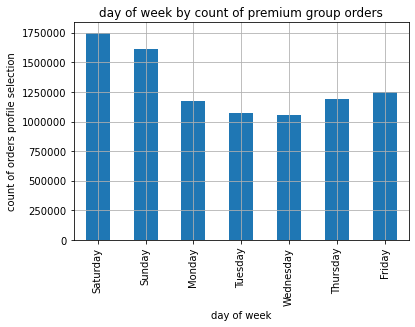 day of week by count of premium group orders
count of orders profile selection
1750000
1500000
1250000
1000000
750000
500000
250000
0
Saturday
Sunday
Monday
Tuesday
Wednesday
Thursday
Friday
day of week